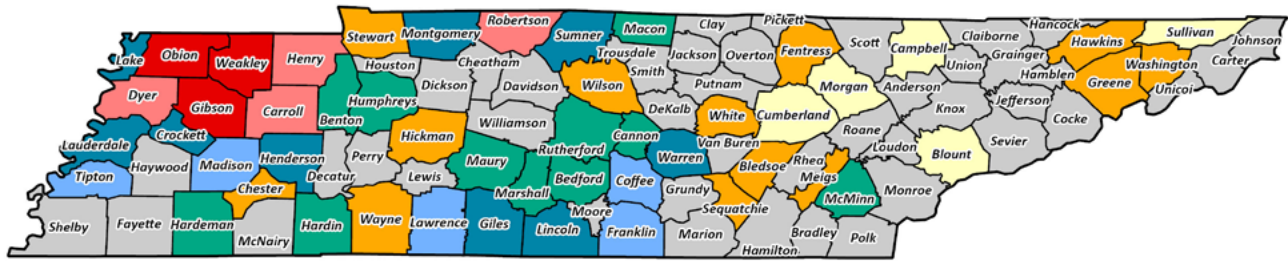 Lake
Obion
Weakley
Henry
Stewart
Montgomery
Robertson
Sumner
Macon
Clay
Pickett
Fentress
Scott
Campbell
Claiborne
Hancock
Hawkins
Sullivan
Johnson
Carter
Washington
Unicoi
Greene
Hamblen
Grainger
Union
Trousdale
Jackson
Overton
Smith
Putnam
Houston
Cheatham
Dickson
Davidson
Wilson
DeKalb
White
Cumberland
Morgan
Anderson
Knox
Jefferson
Cocke
Sevier
Blount
Loudon
Roane
Dyer
Gibson
Carroll
Benton
Humphreys
Hickman
Williamson
Rutherford
Cannon
Warren
Van Buren
Bledsoe
Rhea
Meigs
McMinn
Monroe
Lauderdale
Crockett
Haywood
Madison
Henderson
Decatur
Perry
Lewis
Maury
Marshall
Bedford
Coffee
Grundy
Sequatchie
Tipton
Chester
Shelby
Fayette
Hardeman
McNairy
Hardin
Wayne
Lawrence
Giles
Lincoln
Moore
Franklin
Marion
Hamilton
Bradley
Polk